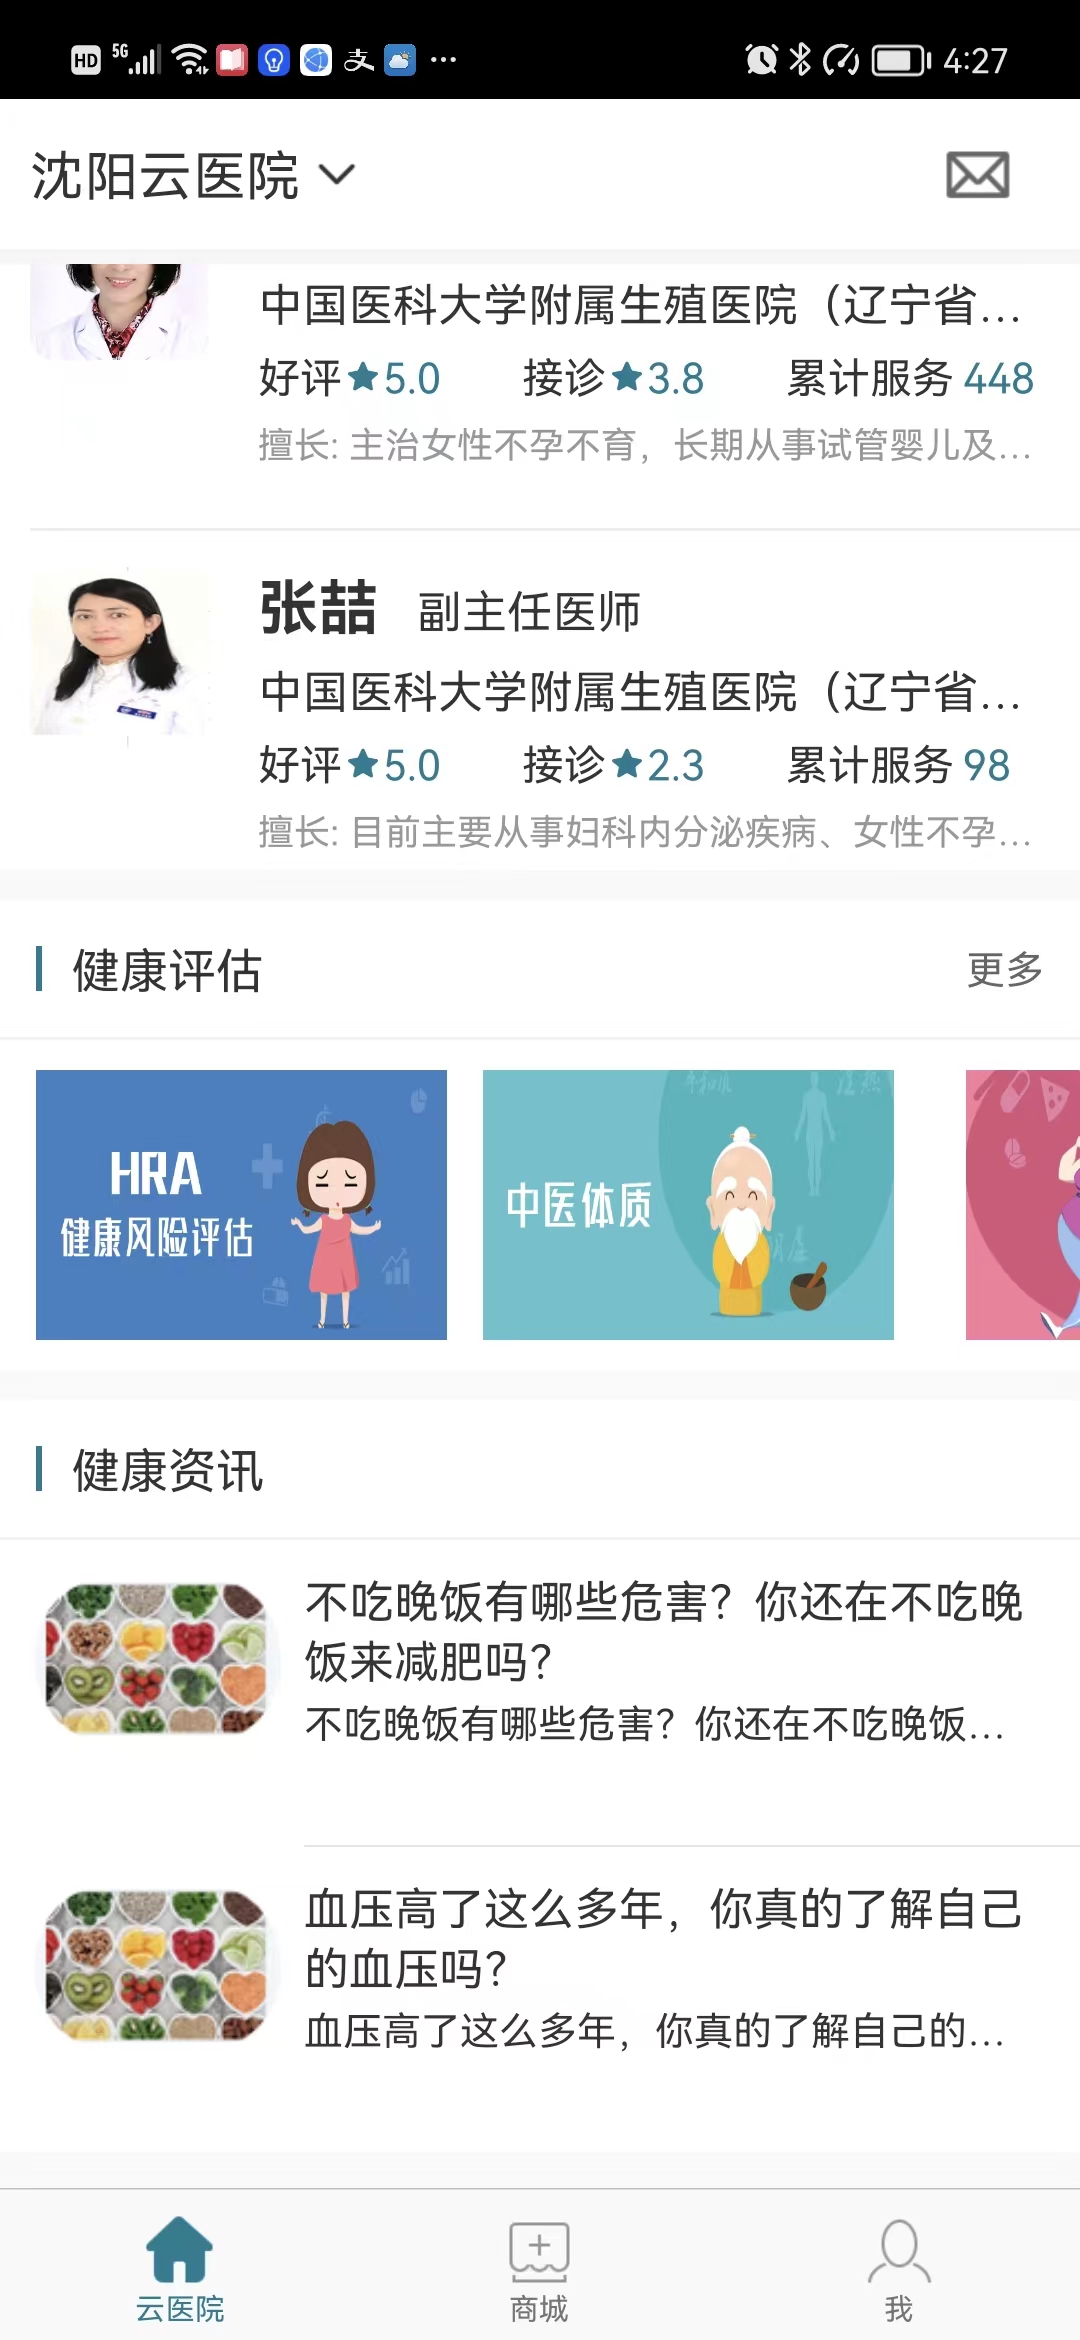 HD 5G 支 ... 4:27
沈阳云医院
中国医科大学附属生殖医院（辽宁省...
好评★5.0 接诊★3.8 累计服务 448
擅长: 主治女性不孕不育，长期从事试管婴儿及...
张喆 副主任医师
中国医科大学附属生殖医院（辽宁省...
好评★5.0 接诊★2.3 累计服务 98
擅长: 目前主要从事妇科内分泌疾病、女性不孕...
健康评估 更多
HRA
健康风险评估
中医体质
健康资讯
不吃晚饭有哪些危害？你还在不吃晚
饭来减肥吗？
不吃晚饭有哪些危害？你还在不吃晚饭...
血压高了这么多年，你真的了解自己
的血压吗？
血压高了这么多年，你真的了解自己的...
云医院 商城 我